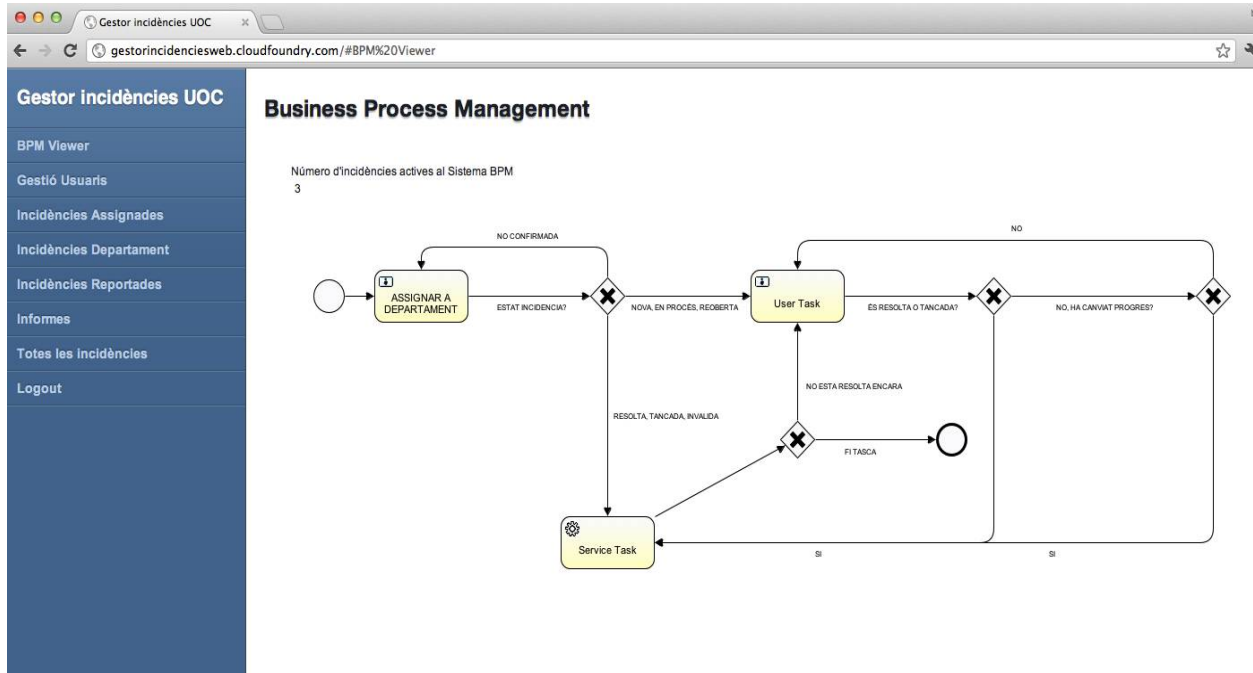 Gestor incidències UOC
gestorincidenciesweb.cloudfoundry.com/#BPM%20Viewer
Gestor incidències UOC
BPM Viewer
Gestió Usuaris
Incidències Assignades
Incidències Departament
Incidències Reportades
Informes
Totes les incidències
Logout
Business Process Management
Número d'incidències actives al Sistema BPM
3
NO CONFIRMADA
NO
ASSIGNAR A
DEPARTAMENT
ESTAT INCIDENCIA?
NOVA, EN PROCÉS, REOBERTA
User Task
ÉS RESOLTA O TANCADA?
NO, HA CANVIAT PROGRES?
NO ESTA RESOLTA ENCARA
RESOLTA, TANCADA, INVALIDA
FI TASCA
Service Task
SI
SI